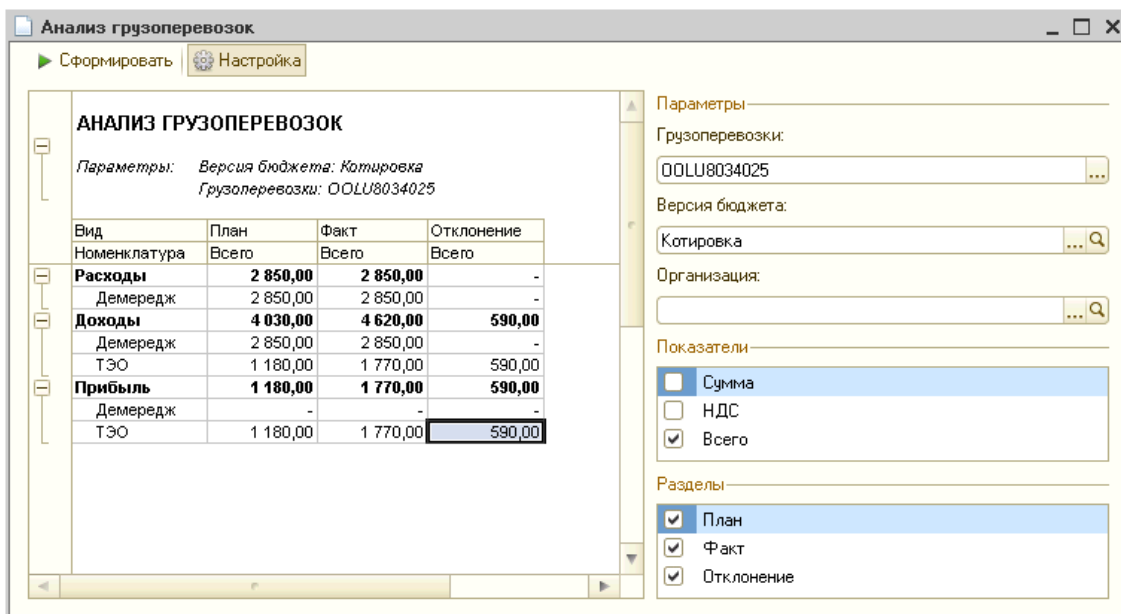 Анализ грузоперевозок
Сформировать Настройка
АНАЛИЗ ГРУЗОПЕРЕВОЗОК
Параметры: Версия бюджета: Котировка
Грузоперевозки: OOLU8034025
Вид План Факт Отклонение
Номенклатура Всего Всего Всего
Расходы 2 850,00 2 850,00 -
Демередж 2 850,00 2 850,00 -
Доходы 4 030,00 4 620,00 590,00
Демередж 2 850,00 2 850,00 -
ТЭО 1 180,00 1 770,00 590,00
Прибыль 1 180,00 1 770,00 590,00
Демередж - - -
ТЭО 1 180,00 1 770,00 590,00
Параметры
Грузоперевозки:
OOLU8034025 ...
Версия бюджета:
Котировка ...
Организация:
...
Показатели
Сумма
НДС
Всего
Разделы
План
Факт
Отклонение